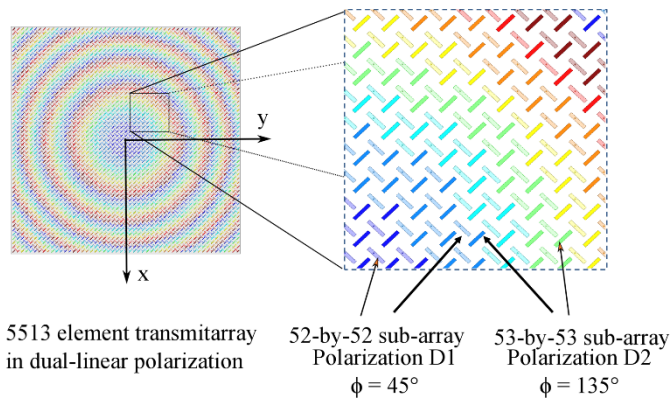 y
x
5513 element transmitarray
in dual-linear polarization
52-by-52 sub-array
Polarization D1
ϕ = 45°
53-by-53 sub-array
Polarization D2
ϕ = 135°